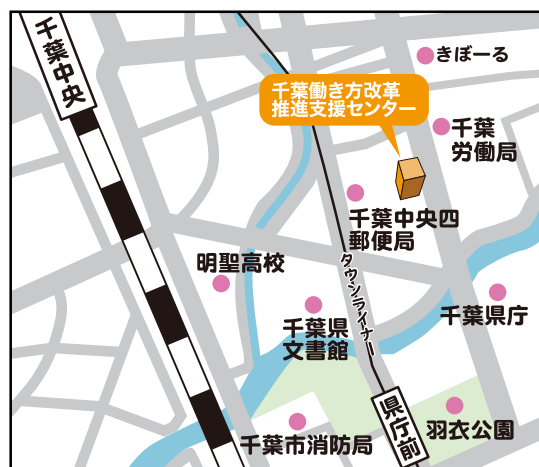 千葉中央
きぼーる
千葉働き方改革
推進支援センター
千葉
労働局
千葉中央四
郵便局
タウンライナー
明聖高校
千葉県
文書館
千葉県庁
県庁前
羽衣公園
千葉市消防局